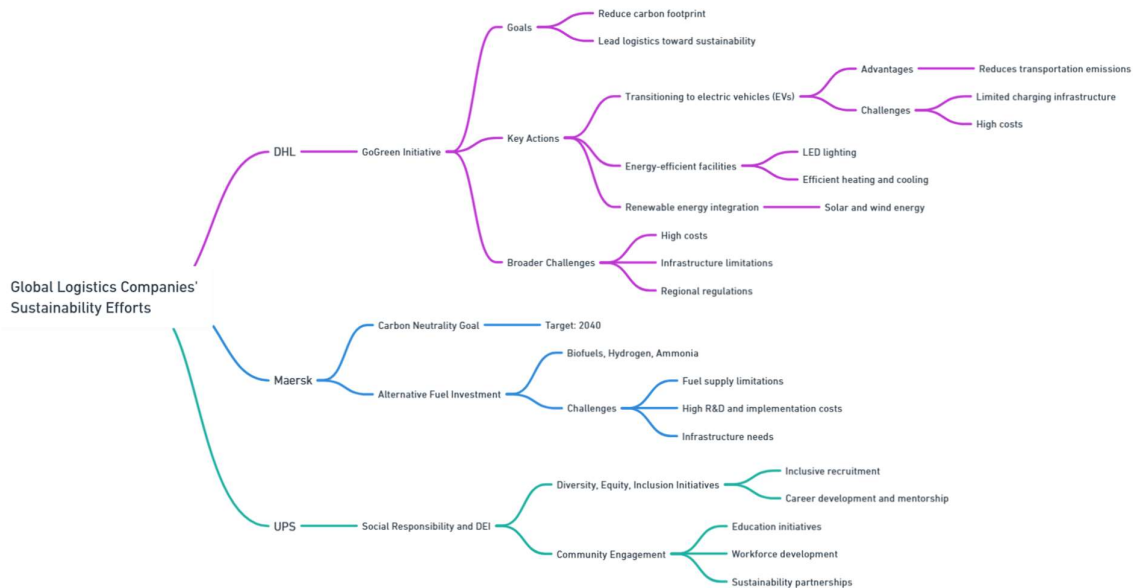 Global Logistics Companies'
Sustainability Efforts
DHL
GoGreen Initiative
Goals
Reduce carbon footprint
Lead logistics toward sustainability
Key Actions
Transitioning to electric vehicles (EVs)
Advantages
Reduces transportation emissions
Challenges
Limited charging infrastructure
High costs
Energy-efficient facilities
LED lighting
Efficient heating and cooling
Renewable energy integration
Solar and wind energy
Broader Challenges
High costs
Infrastructure limitations
Regional regulations
Maersk
Carbon Neutrality Goal
Target: 2040
Alternative Fuel Investment
Biofuels, Hydrogen, Ammonia
Challenges
Fuel supply limitations
High R&D and implementation costs
Infrastructure needs
UPS
Social Responsibility and DEI
Diversity, Equity, Inclusion Initiatives
Inclusive recruitment
Career development and mentorship
Community Engagement
Education initiatives
Workforce development
Sustainability partnerships